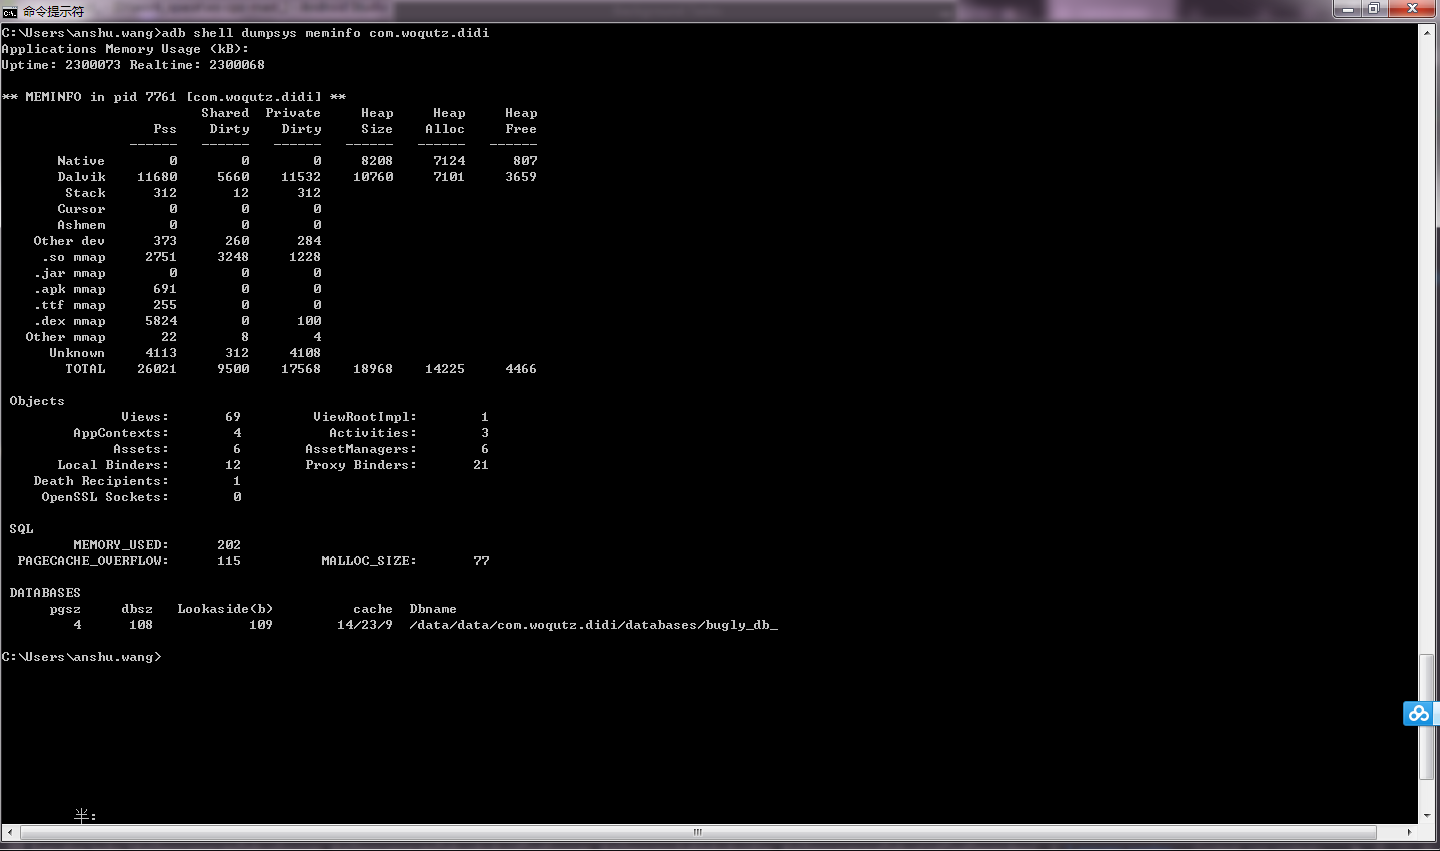 命令提示符
C:\Users\anshu.wang>adb shell dumpsys meminfo com.woqutz.didi
Applications Memory Usage (kB):
Uptime: 2300073 Realtime: 2300068
** MEMINFO in pid 7761 [com.woqutz.didi] **
Shared Private Heap Heap Heap
Pss Dirty Dirty Size Alloc Free
------ ------ ------ ------ ------ ------
Native 0 0 0 8208 7124 807
Dalvik 11680 5660 11532 10760 7101 3659
Stack 312 12 312
Cursor 0 0 0
Ashmem 0 0 0
Other dev 373 260 284
.so mmap 2751 3248 1228
.jar mmap 0 0 0
.apk mmap 691 0 0
.ttf mmap 255 0 0
.dex mmap 5824 0 100
Other mmap 22 8 4
Unknown 4113 312 4108
TOTAL 26021 9500 17568 18968 14225 4466
Objects
Views: 69 ViewRootImpl: 1
AppContexts: 4 Activities: 3
Assets: 6 AssetManagers: 6
Local Binders: 12 Proxy Binders: 21
Death Recipients: 1
OpenSSL Sockets: 0
SQL
MEMORY_USED: 202
PAGECACHE_OVERFLOW: 115 MALLOC_SIZE: 77
DATABASES
pgsz dbsz Lookaside(b) cache Dbname
4 108 109 14/23/9 /data/data/com.woqutz.didi/databases/bugly_db_
C:\Users\anshu.wang>
半: